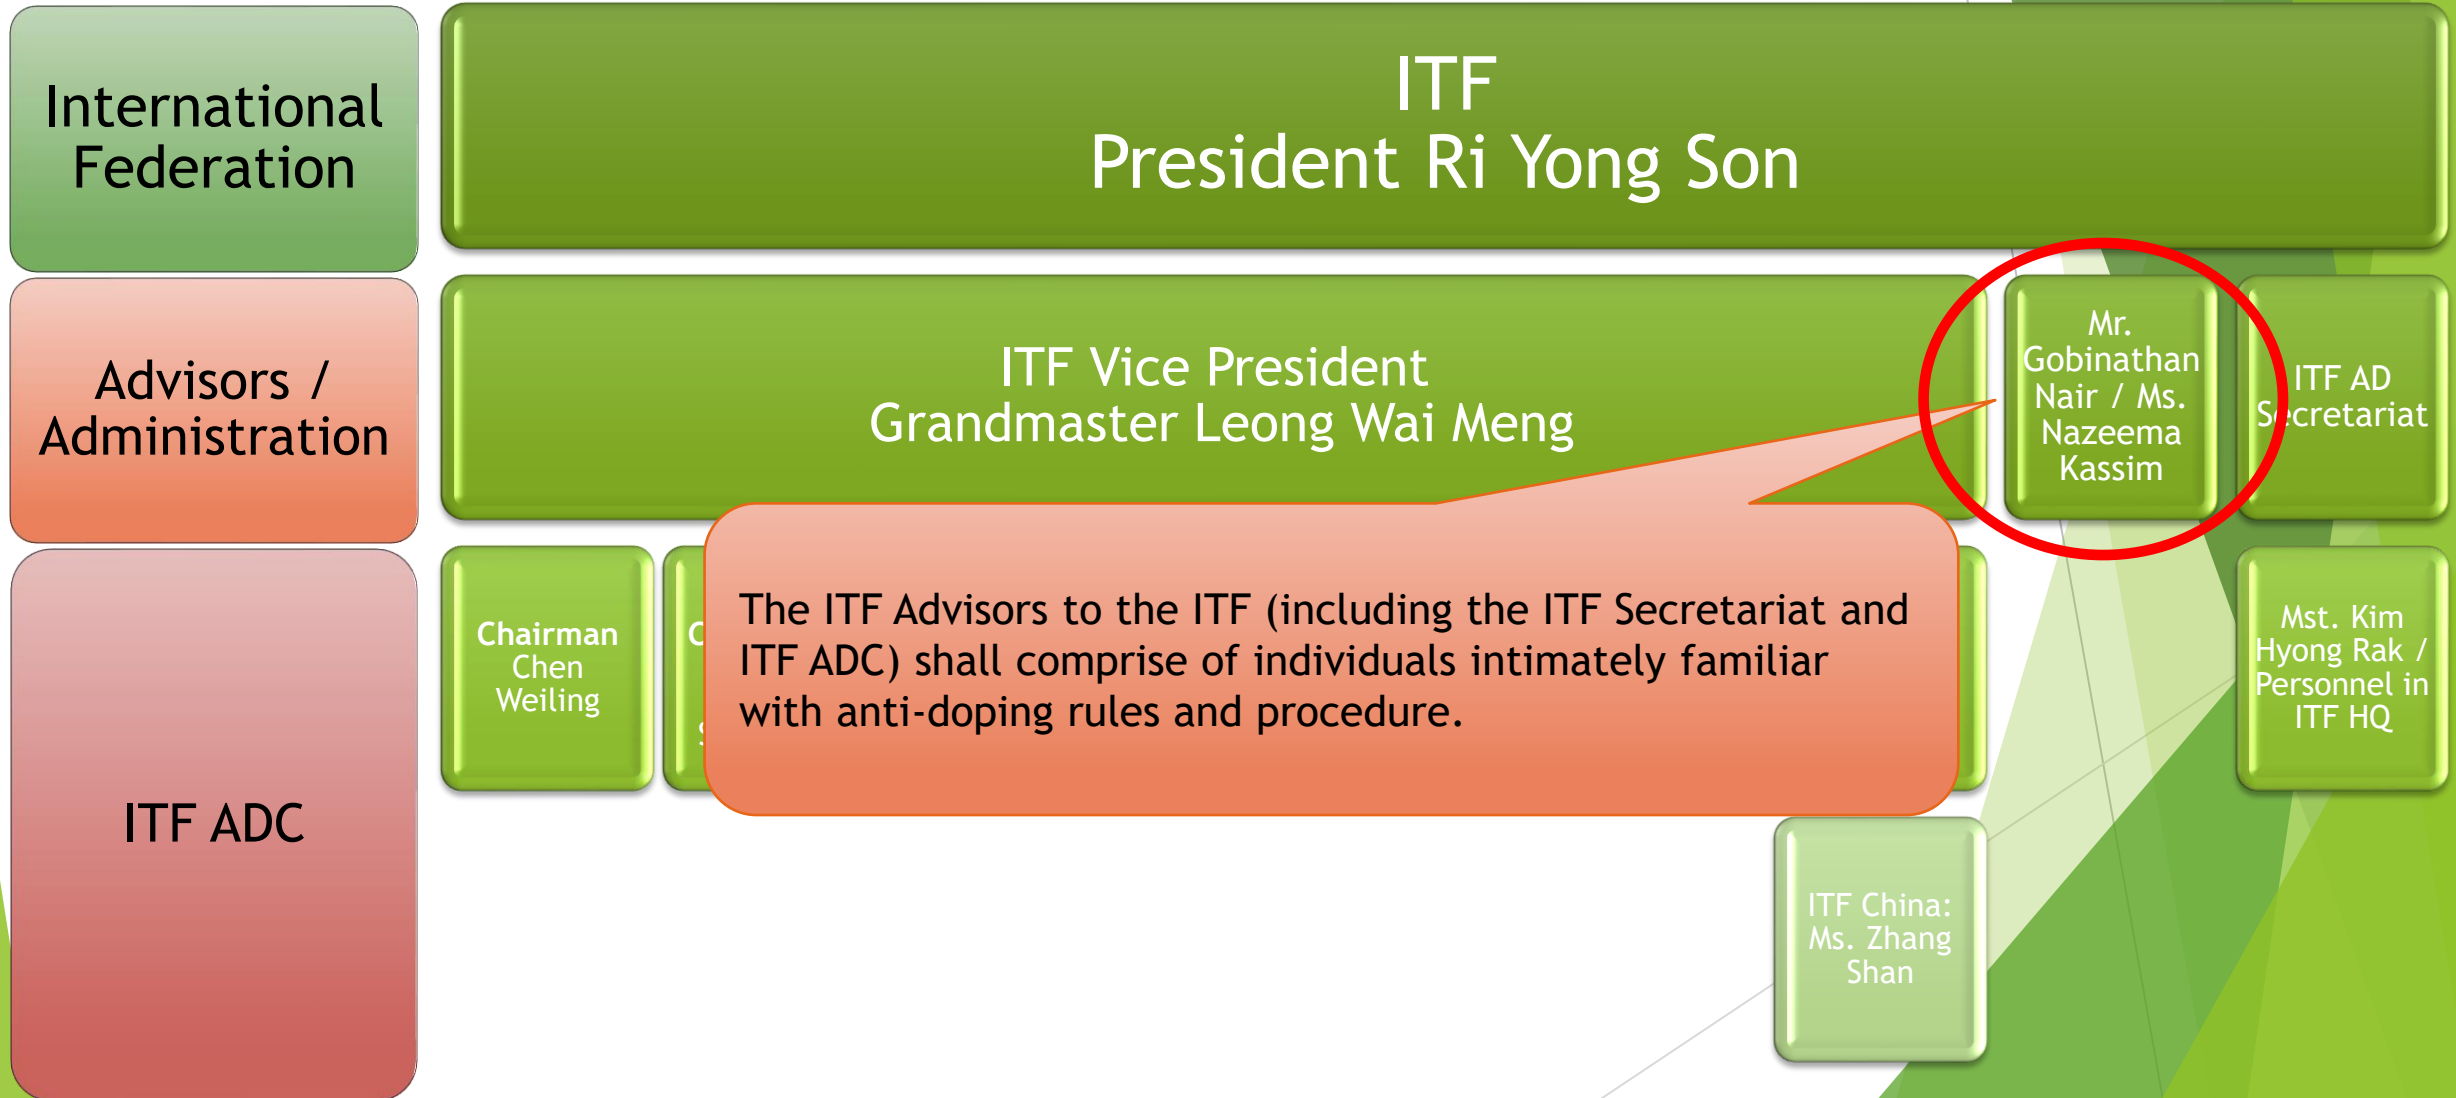 International
Federation
ITF
President Ri Yong Son
Advisors /
Administration
ITF Vice President
Grandmaster Leong Wai Meng
Mr.
Gobinathan
Nair / Ms.
Nazeema
Kassim
ITF AD
Secretariat
ITF ADC
Chairman
Chen
Weiling
The ITF Advisors to the ITF (including the ITF Secretariat and
ITF ADC) shall comprise of individuals intimately familiar
with anti-doping rules and procedure.
Mst. Kim
Hyong Rak /
Personnel in
ITF HQ
ITF China:
Ms. Zhang
Shan